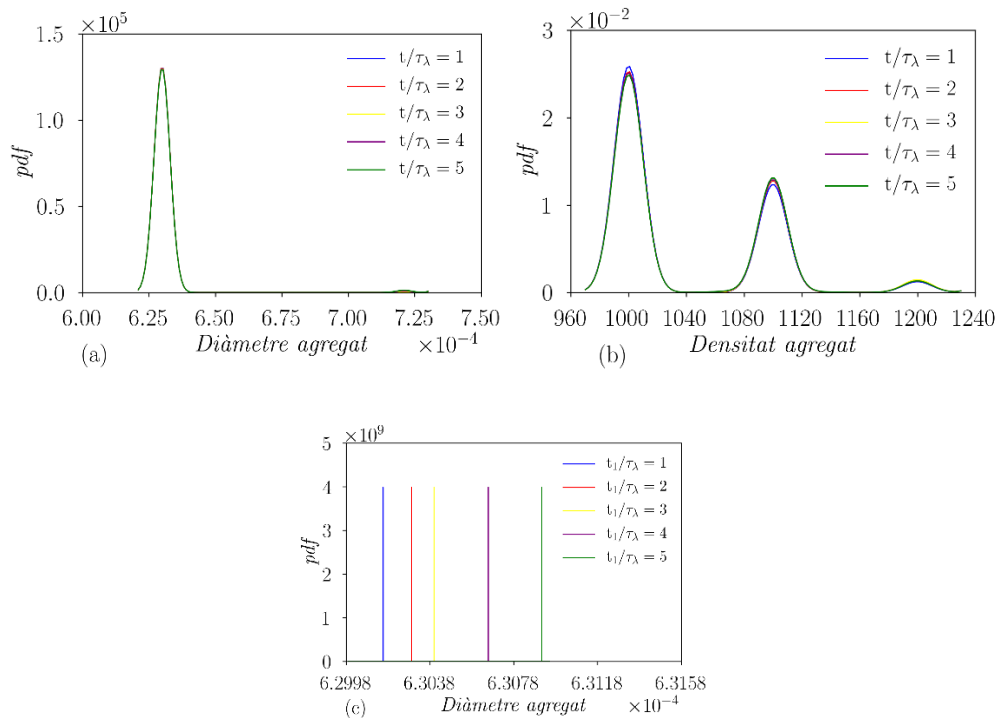 ×10⁵
1.5
1.0
0.5
0.0
pdf
t/τλ = 1
t/τλ = 2
t/τλ = 3
t/τλ = 4
t/τλ = 5
6.00 6.25 6.50 6.75 7.00 7.25 7.50
Diàmetre agregat ×10⁻⁴
(a)
×10⁻²
3
2
1
0
pdf
t/τλ = 1
t/τλ = 2
t/τλ = 3
t/τλ = 4
t/τλ = 5
960 1000 1040 1080 1120 1160 1200 1240
Densitat agregat
(b)
×10⁹
5
4
3
2
1
0
pdf
t₁/τλ = 1
t₁/τλ = 2
t₁/τλ = 3
t₁/τλ = 4
t₁/τλ = 5
6.2998 6.3038 6.3078 6.3118 6.3158
(c) Diàmetre agregat ×10⁻⁴